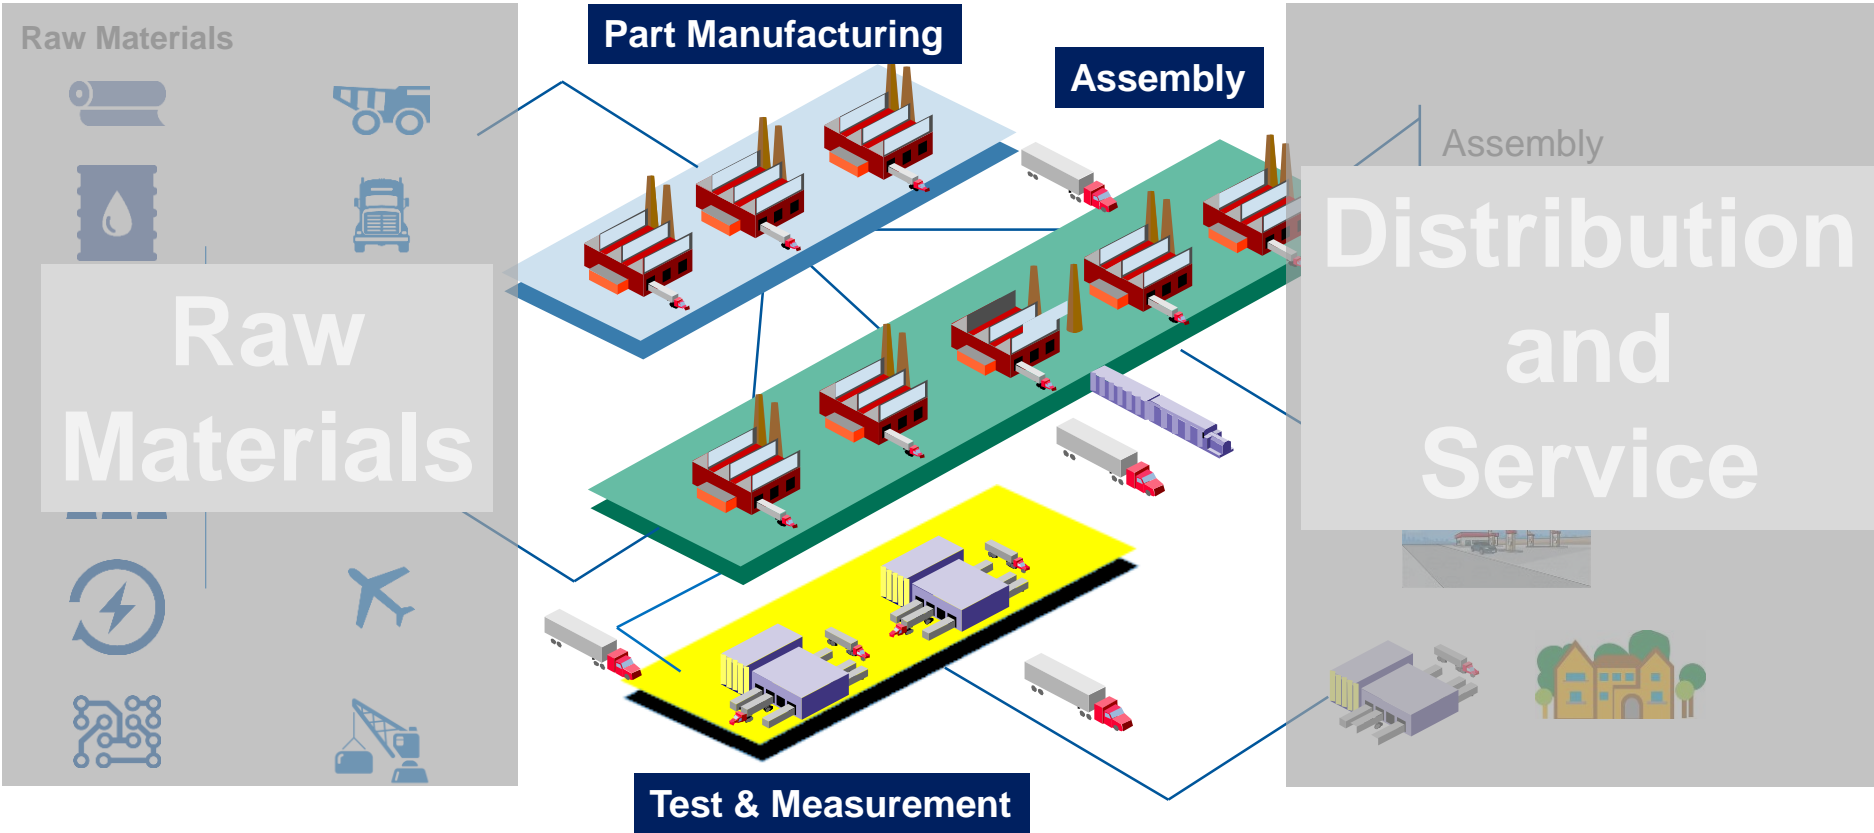 Raw Materials
Part Manufacturing
Assembly
Assembly
Raw
Materials
Distribution
and
Service
Test & Measurement